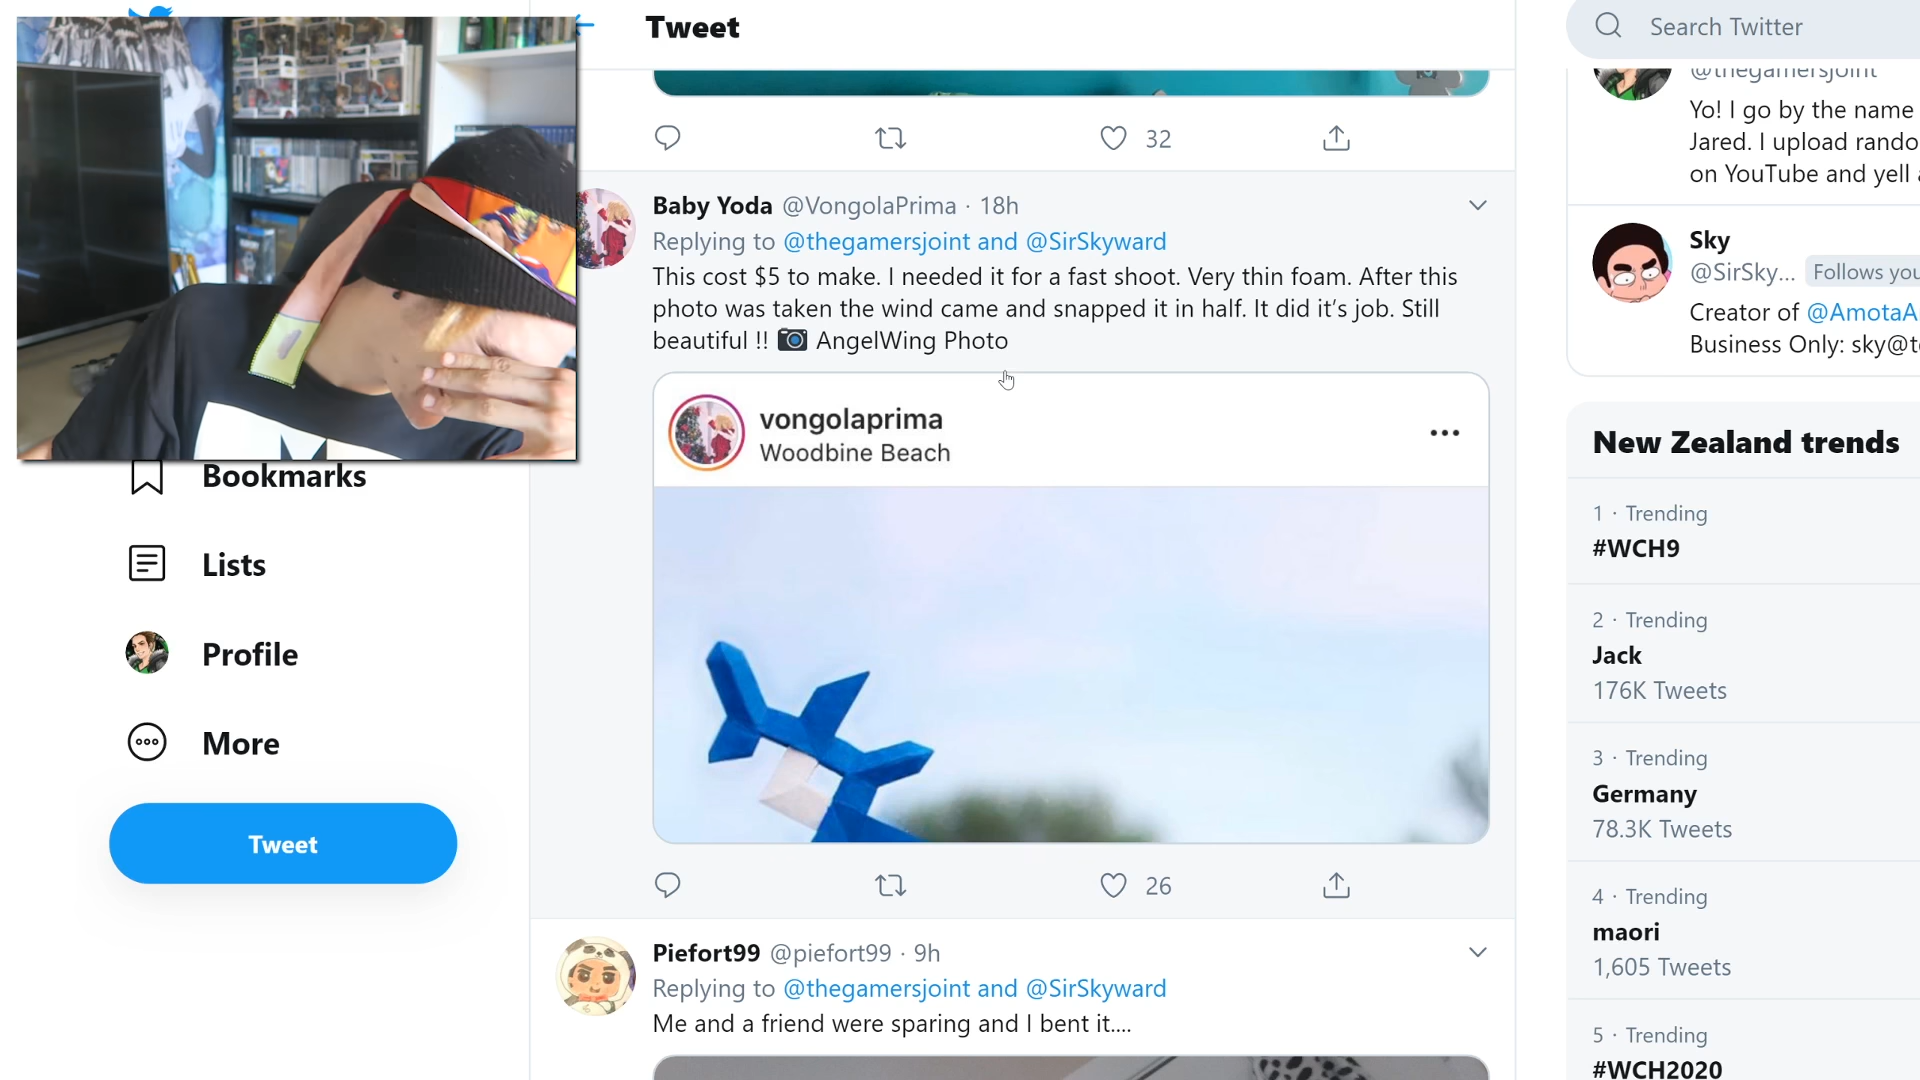 Tweet
Search Twitter
32
@thegamersjoint
Yo! I go by the name
Jared. I upload rando
on YouTube and yell a
Baby Yoda @VongolaPrima · 18h
Replying to @thegamersjoint and @SirSkyward
This cost $5 to make. I needed it for a fast shoot. Very thin foam. After this
photo was taken the wind came and snapped it in half. It did it’s job. Still
beautiful !! 📷 AngelWing Photo
Sky
@SirSky... Follows you
Creator of @AmotaA
Business Only: sky@t
vongolaprima
Woodbine Beach
26
Piefort99 @piefort99 · 9h
Replying to @thegamersjoint and @SirSkyward
Me and a friend were sparing and I bent it....
Bookmarks
Lists
Profile
More
Tweet
New Zealand trends
1 · Trending
#WCH9
2 · Trending
Jack
176K Tweets
3 · Trending
Germany
78.3K Tweets
4 · Trending
maori
1,605 Tweets
5 · Trending
#WCH2020